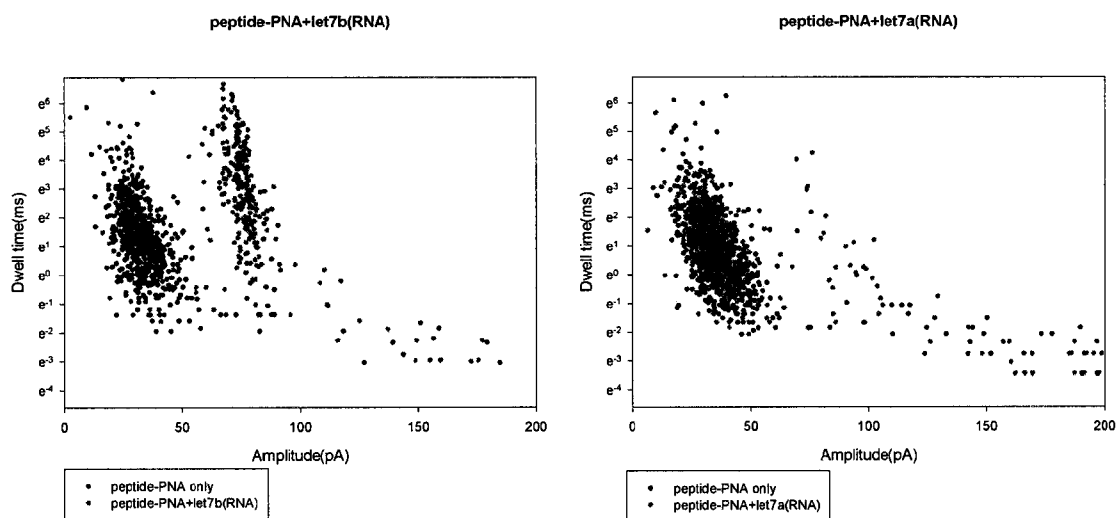 peptide-PNA+let7b(RNA)
Dwell time(ms)
e⁶
e⁵
e⁴
e³
e²
e¹
e⁰
e⁻¹
e⁻²
e⁻³
e⁻⁴
0 50 100 150 200
Amplitude(pA)
peptide-PNA only
peptide-PNA+let7b(RNA)
peptide-PNA+let7a(RNA)
Dwell time(ms)
e⁶
e⁵
e⁴
e³
e²
e¹
e⁰
e⁻¹
e⁻²
e⁻³
e⁻⁴
0 50 100 150 200
Amplitude(pA)
peptide-PNA only
peptide-PNA+let7a(RNA)